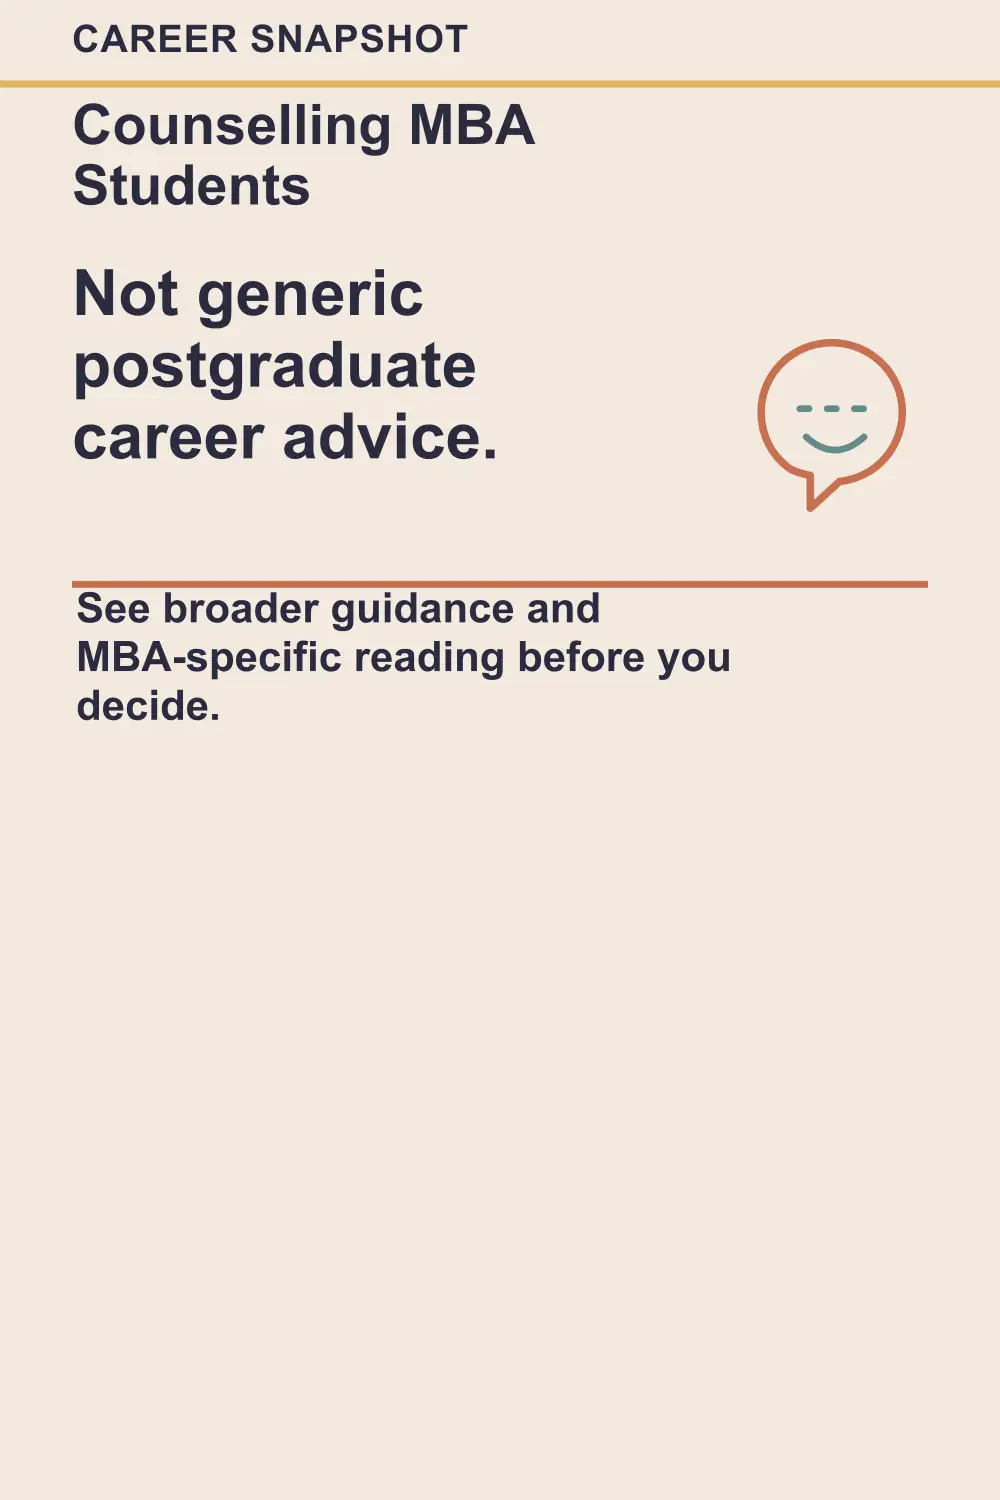 CAREER SNAPSHOT
Counselling MBA
Students
Not generic
postgraduate
career advice.
See broader guidance and
MBA-specific reading before you
decide.